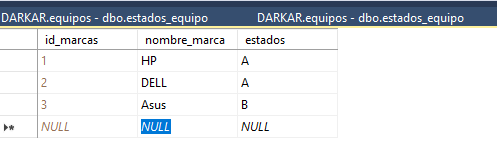 DARKAR.equipos - dbo.estados_equipo DARKAR.equipos - dbo.estados_equipo
id_marcas nombre_marca estados
1 HP A
2 DELL A
3 Asus B
NULL NULL NULL